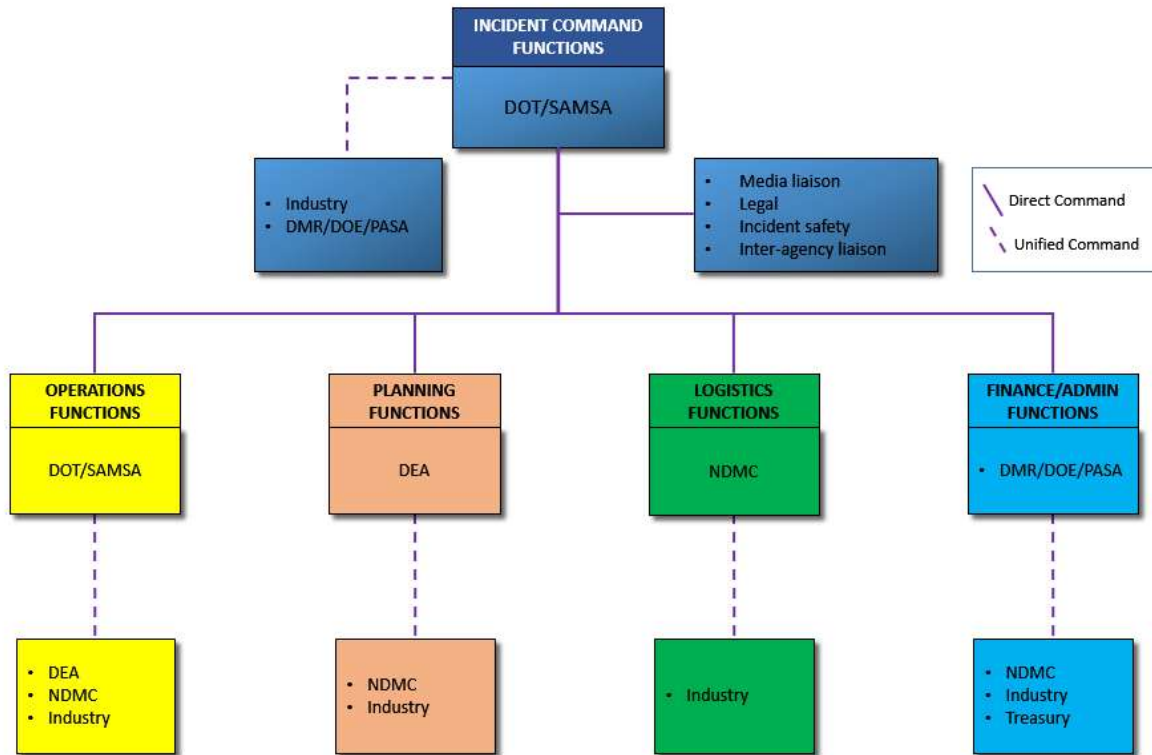 INCIDENT COMMAND
FUNCTIONS
DOT/SAMSA
• Industry
• DMR/DOE/PASA
• Media liaison
• Legal
• Incident safety
• Inter-agency liaison
Direct Command
Unified Command
OPERATIONS
FUNCTIONS
DOT/SAMSA
PLANNING
FUNCTIONS
DEA
LOGISTICS
FUNCTIONS
NDMC
FINANCE/ADMIN
FUNCTIONS
• DMR/DOE/PASA
• DEA
• NDMC
• Industry
• NDMC
• Industry
• Industry
• NDMC
• Industry
• Treasury